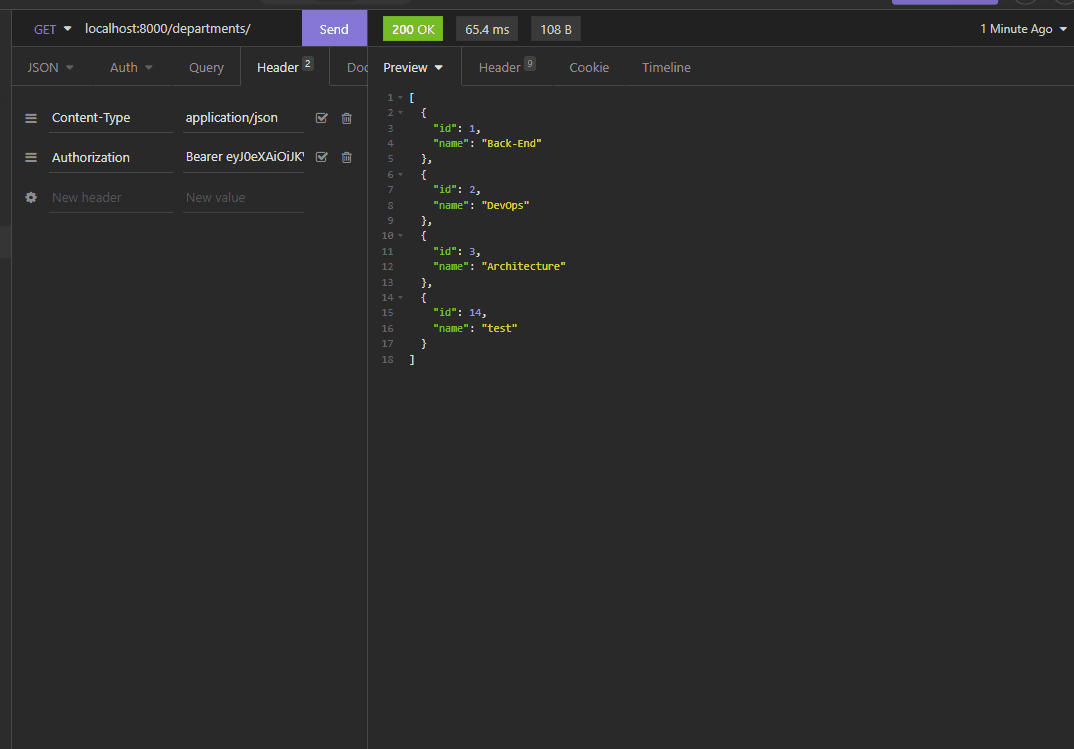 GET localhost:8000/departments/ Send 200 OK 65.4 ms 108 B 1 Minute Ago
JSON Auth Query Header 2 Doc Preview Header 9 Cookie Timeline
Content-Type application/json
Authorization Bearer eyJ0eXAiOiJK
New header New value
1 [
2 {
3 "id": 1,
4 "name": "Back-End"
5 },
6 {
7 "id": 2,
8 "name": "DevOps"
9 },
10 {
11 "id": 3,
12 "name": "Architecture"
13 },
14 {
15 "id": 14,
16 "name": "test"
17 }
18 ]